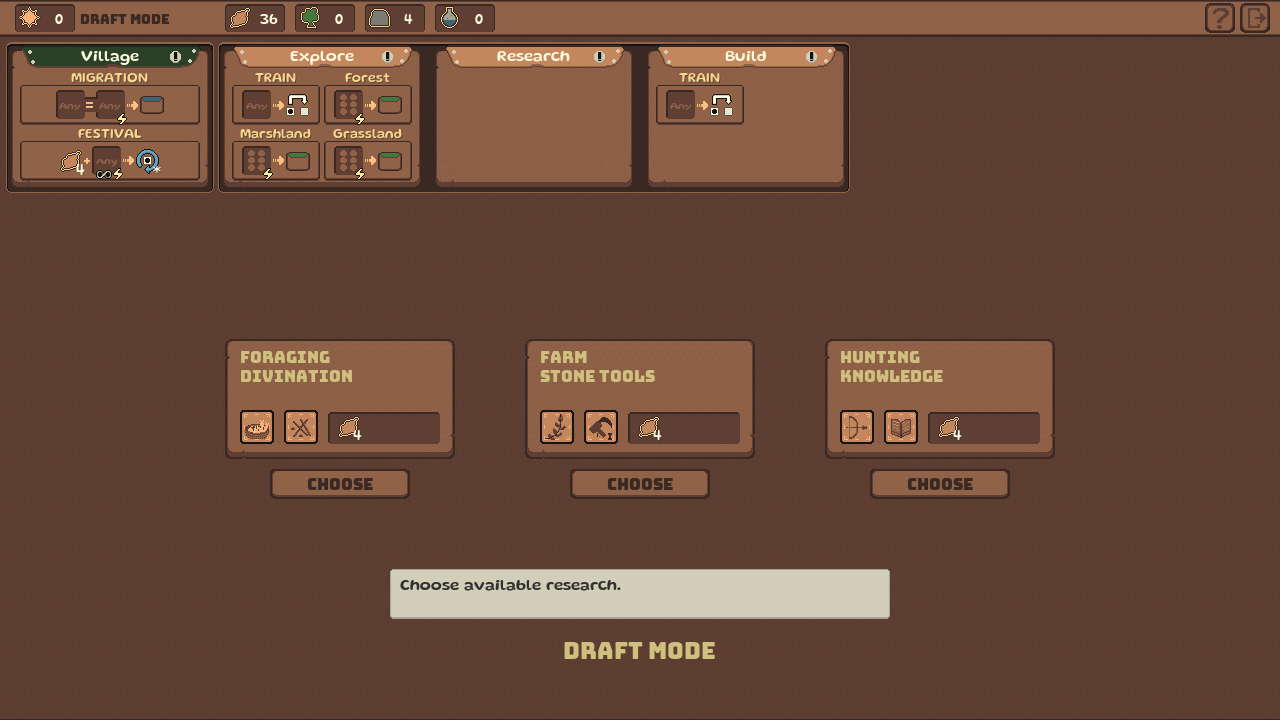 0 DRAFT MODE 36 0 4 0
Village Explore Research Build
MIGRATION TRAIN Forest TRAIN
Any = Any Any Any
FESTIVAL Marshland Grassland
4 + Any
FORAGING
DIVINATION
4
CHOOSE
FARM
STONE TOOLS
I 4
CHOOSE
HUNTING
KNOWLEDGE
4
CHOOSE
Choose available research.
DRAFT MODE